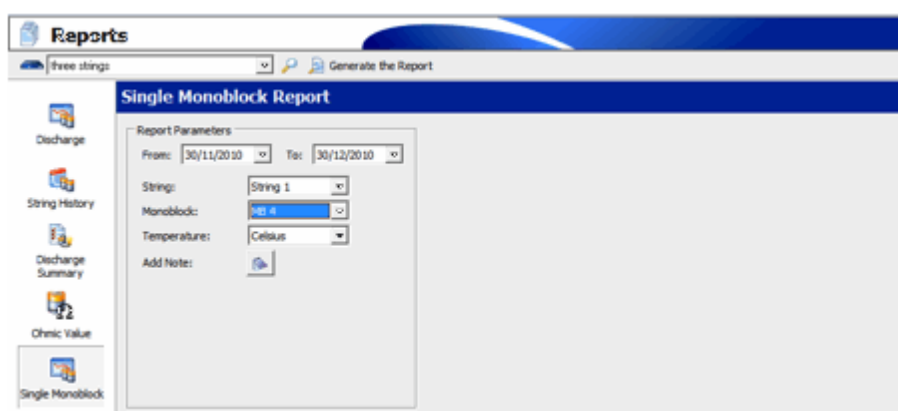 Reports
three strings
Generate the Report
Single Monoblock Report
Discharge
String History
Discharge
Summary
Ohmic Value
Single Monoblock
Report Parameters
From: 30/11/2010 To: 30/12/2010
String: String 1
Monoblock: MB 4
Temperature: Celsius
Add Note: